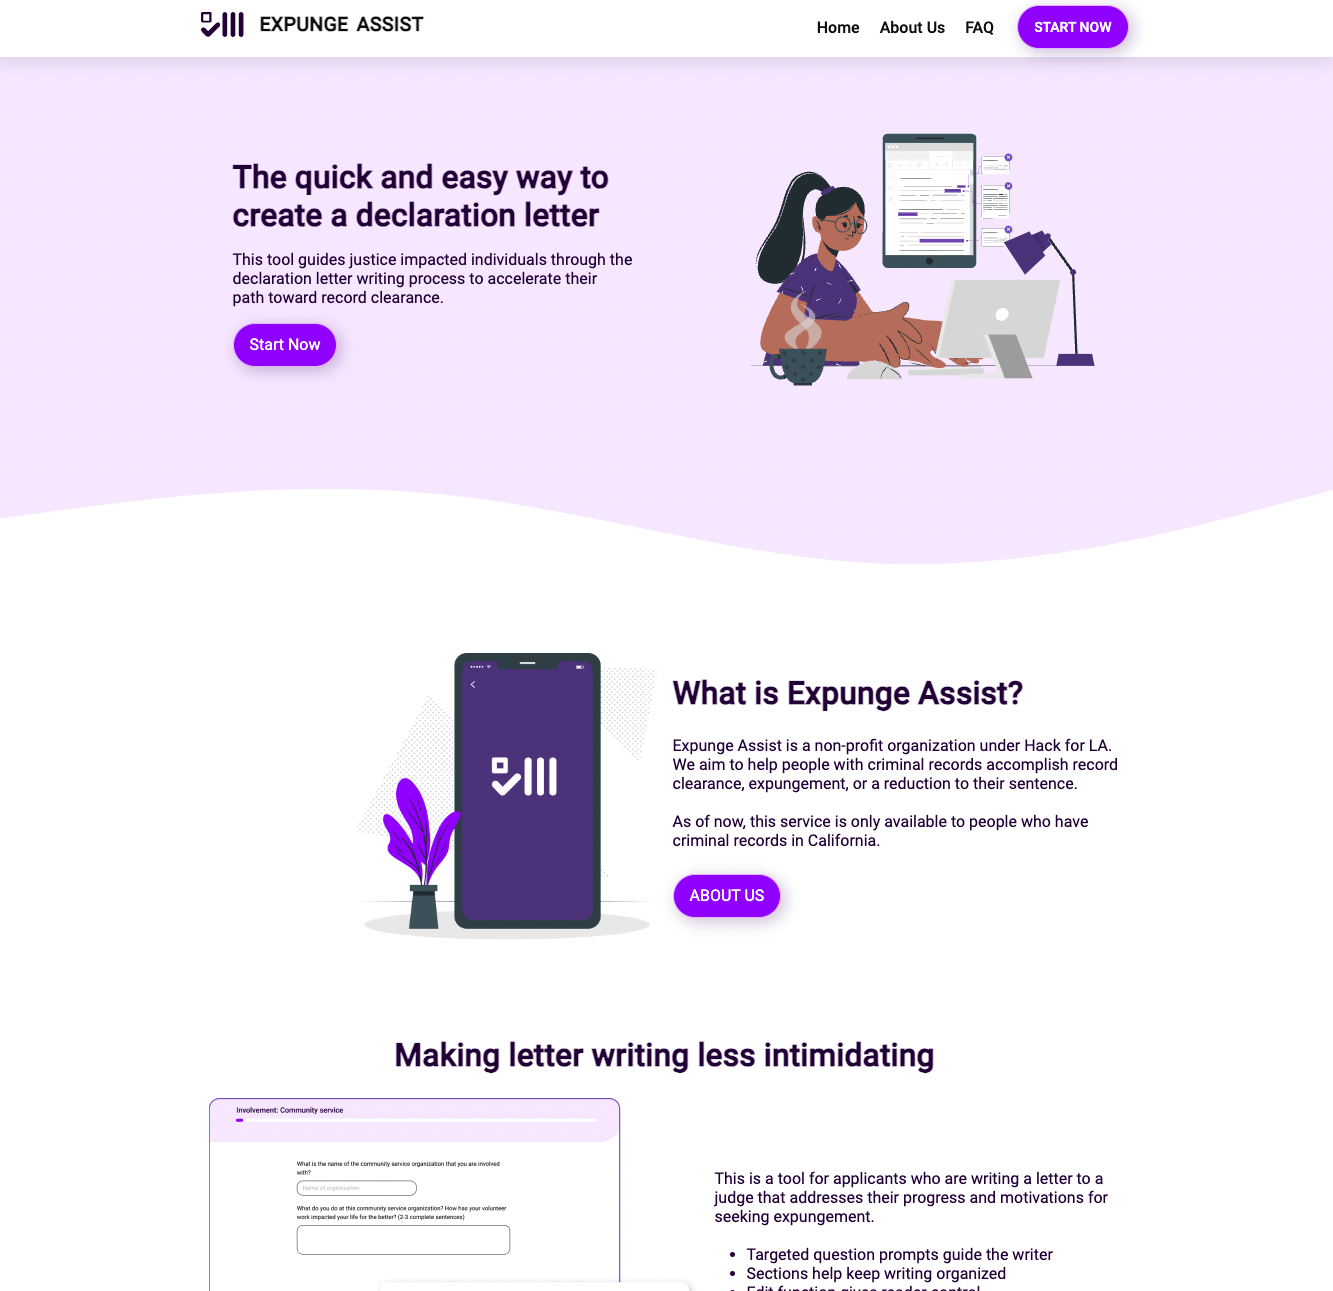 EXPUNGE ASSIST
Home About Us FAQ START NOW
The quick and easy way to
create a declaration letter
This tool guides justice impacted individuals through the
declaration letter writing process to accelerate their
path toward record clearance.
Start Now
What is Expunge Assist?
Expunge Assist is a non-profit organization under Hack for LA.
We aim to help people with criminal records accomplish record
clearance, expungement, or a reduction to their sentence.
As of now, this service is only available to people who have
criminal records in California.
ABOUT US
Making letter writing less intimidating
Involvement: Community service
What is the name of the community service organization that you are involved
with?
Name of organization
What do you do at this community service organization? How has your volunteer
work impacted your life for the better? (2-3 complete sentences)
This is a tool for applicants who are writing a letter to a
judge that addresses their progress and motivations for
seeking expungement.
• Targeted question prompts guide the writer
• Sections help keep writing organized